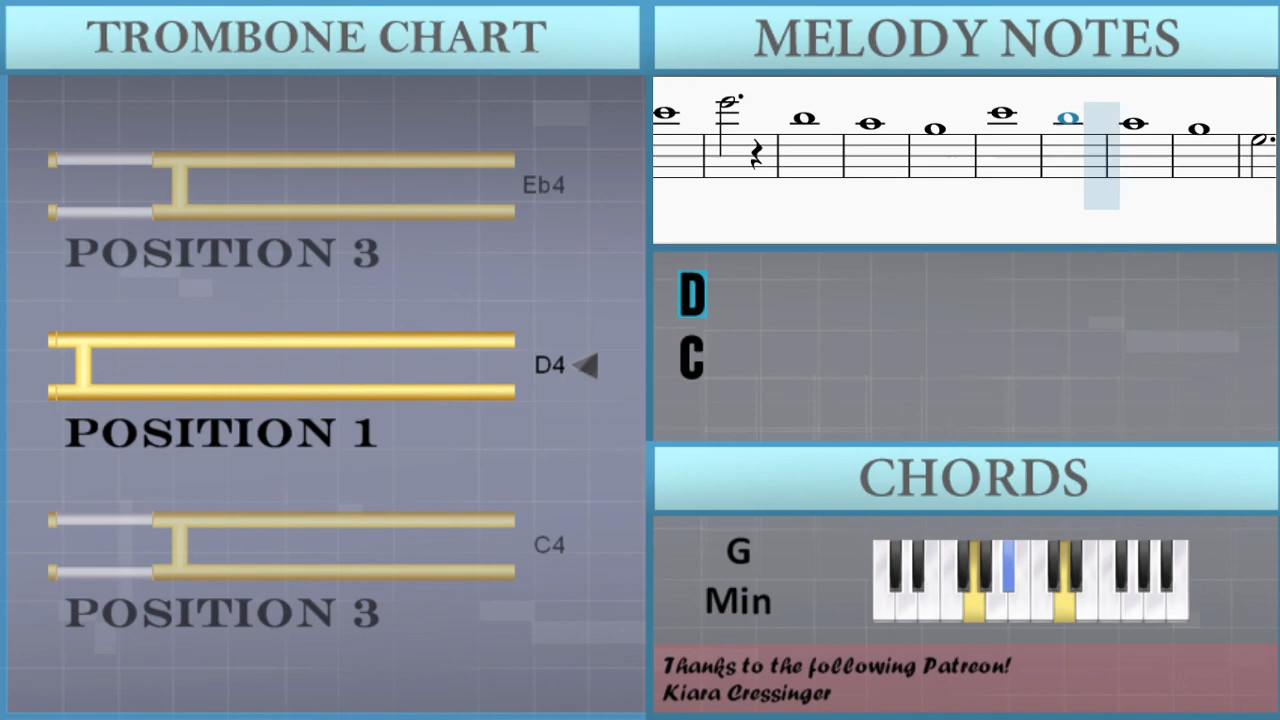 TROMBONE CHART
Eb4
POSITION 3
D4
POSITION 1
C4
POSITION 3
MELODY NOTES
D
C
CHORDS
G
Min
Thanks to the following Patreon!
Kiara Cressinger